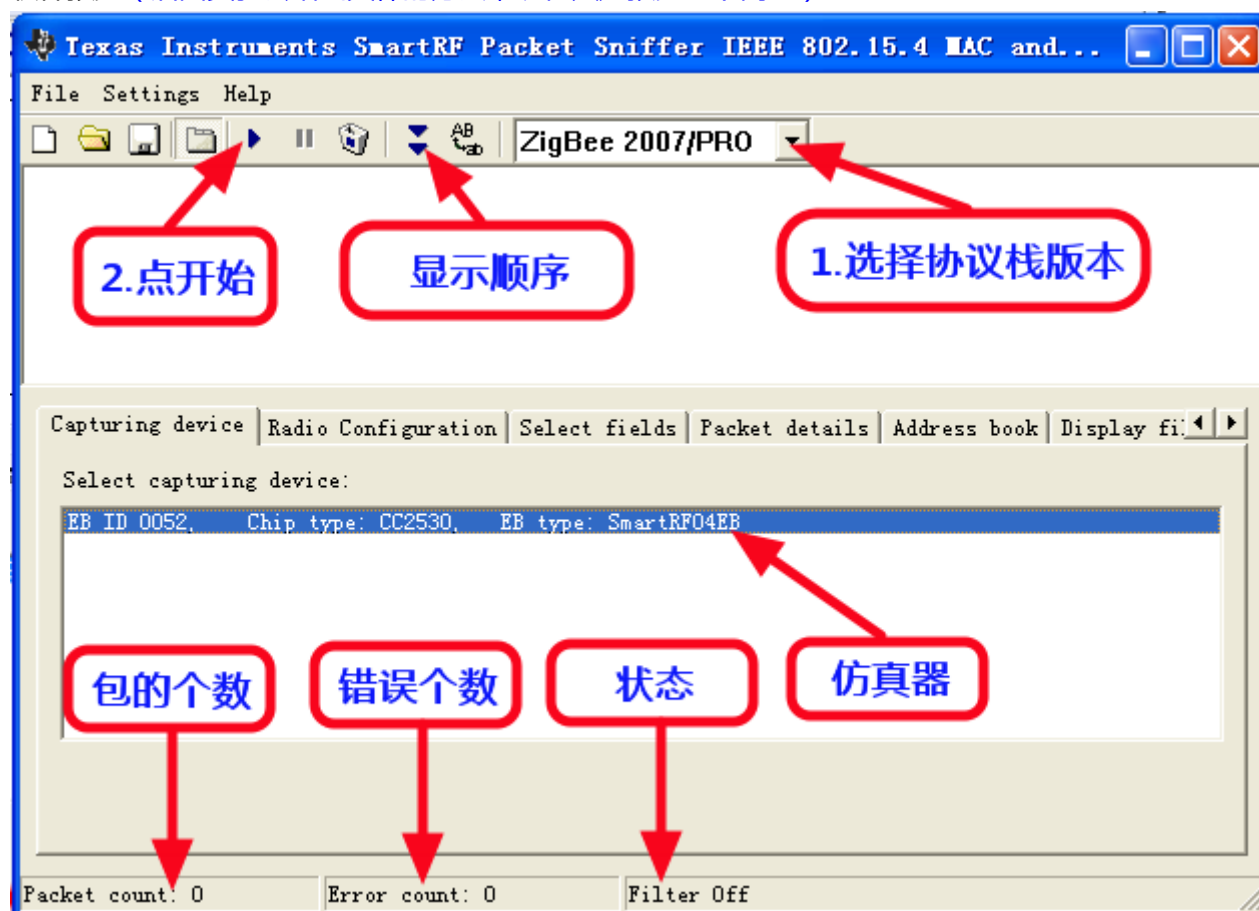 Texas Instruments SmartRF Packet Sniffer IEEE 802.15.4 MAC and...
File Settings Help
ZigBee 2007/PRO
2.点开始
显示顺序
1.选择协议栈版本
Capturing device Radio Configuration Select fields Packet details Address book Display fi
Select capturing device:
EB ID 0052, Chip type: CC2530, EB type: SmartRF04EB
包的个数
错误个数
状态
仿真器
Packet count: 0 Error count: 0 Filter Off